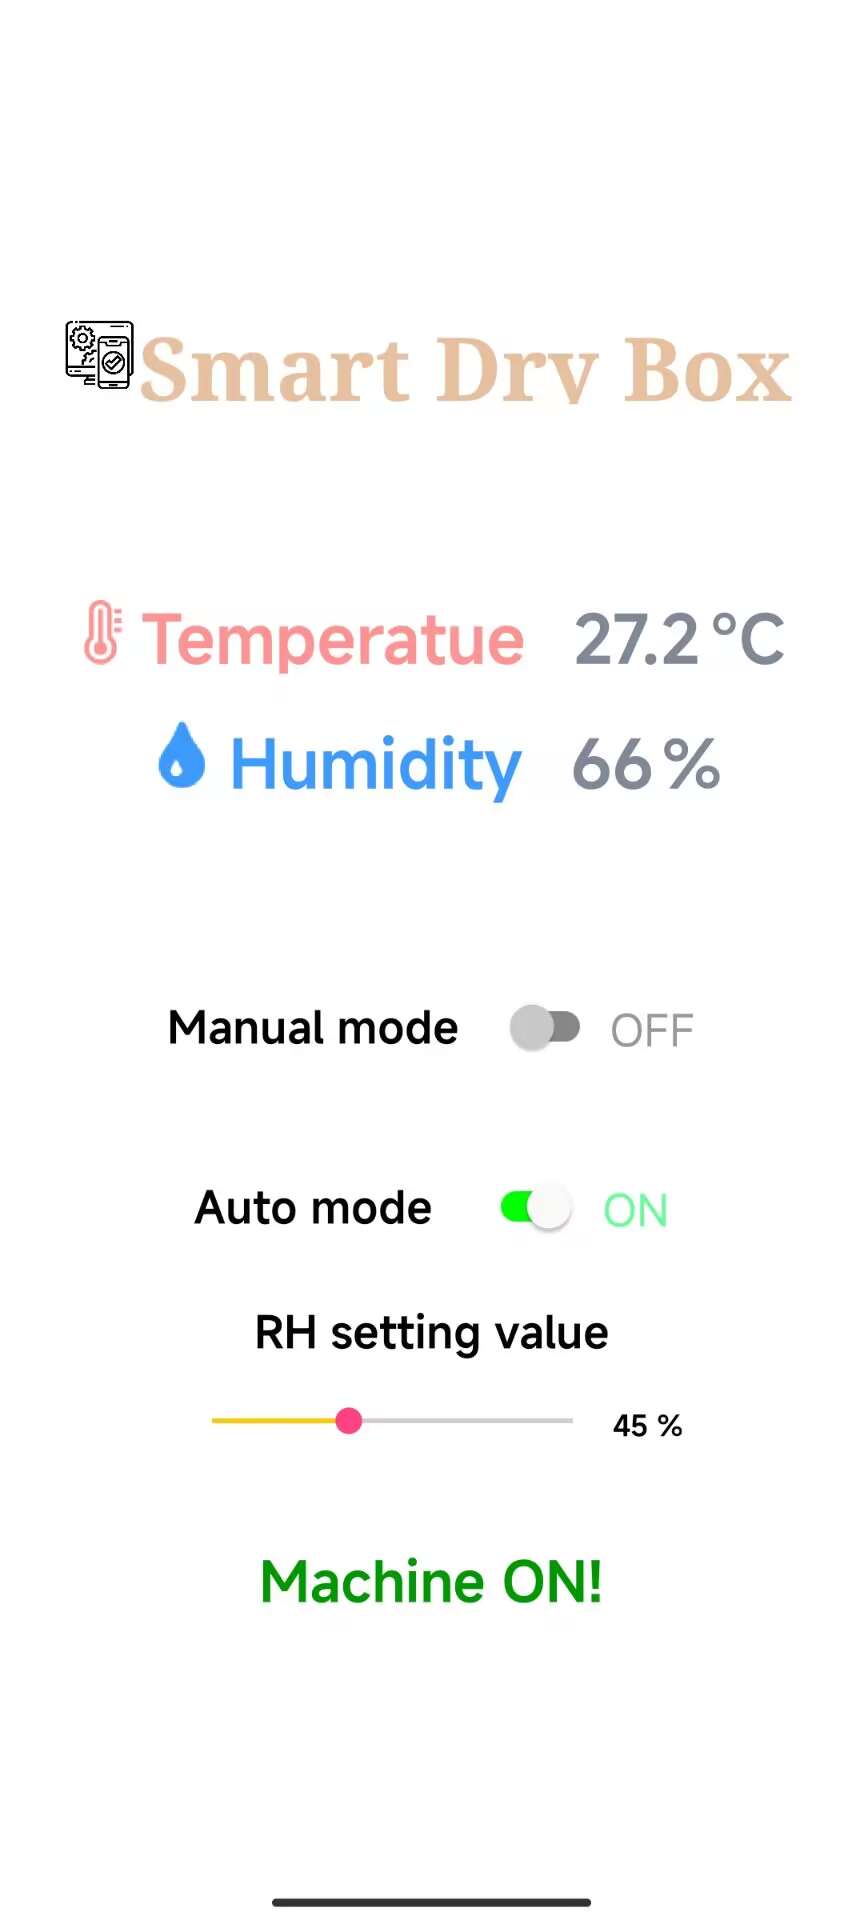 Smart Dry Box
Temperatue 27.2 °C
Humidity 66 %
Manual mode OFF
Auto mode ON
RH setting value
45 %
Machine ON!